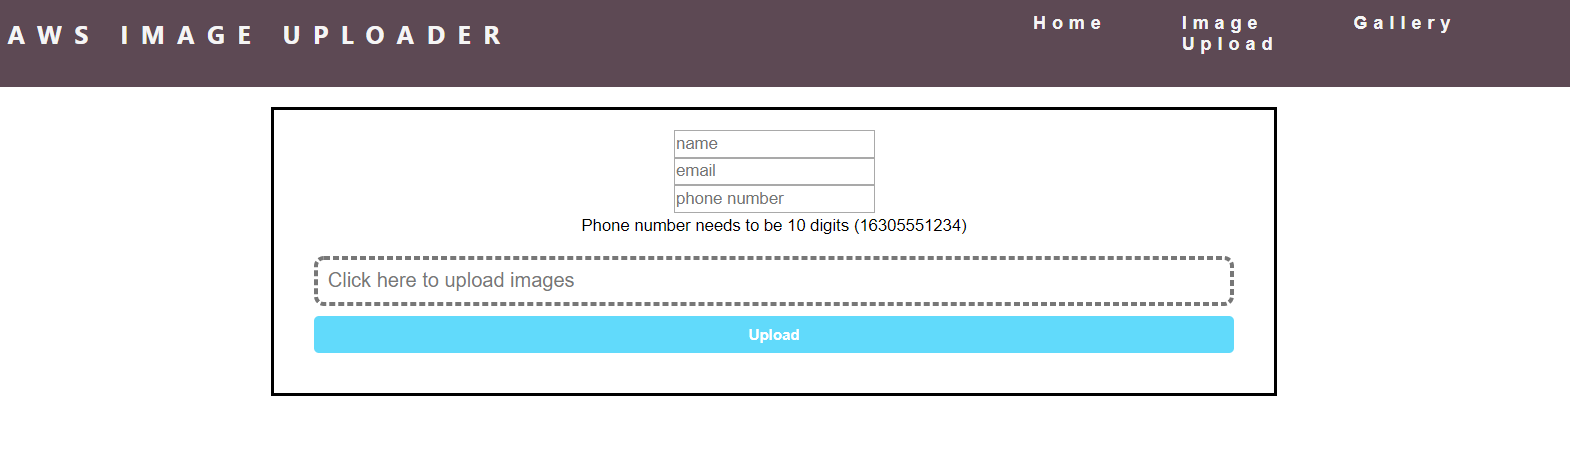 AWS IMAGE UPLOADER
Home
Image
Upload
Gallery
name
email
phone number
Phone number needs to be 10 digits (16305551234)
Click here to upload images
Upload